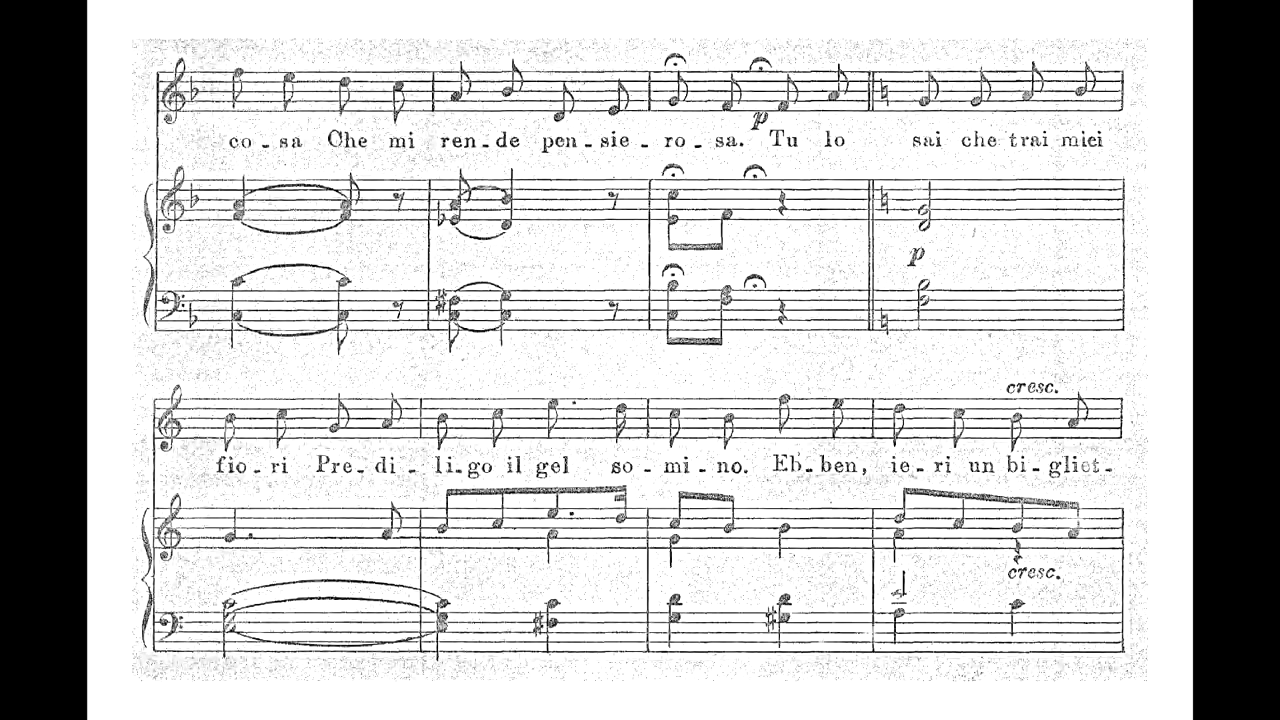 p
co - sa Che mi ren - de pen - sie - ro - sa. Tu lo sai che trai miei
p
cresc.
fio - ri Pre - di - li - go il gel so - mi - no. Eb - ben, ie - ri un bi - gliet -
cresc.